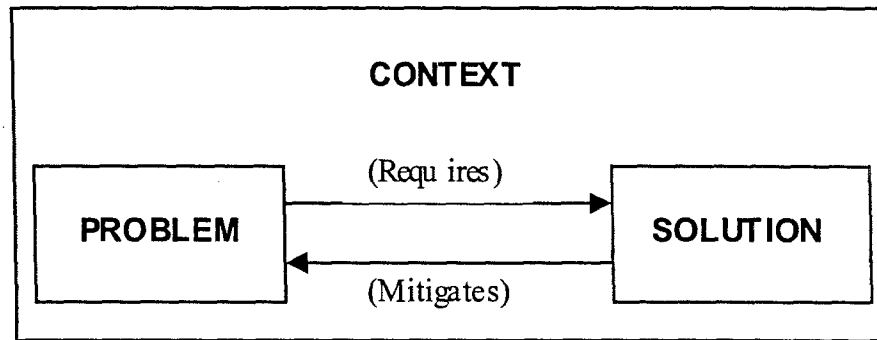 CONTEXT
(Requ ires)
PROBLEM
SOLUTION
(Mitigates)